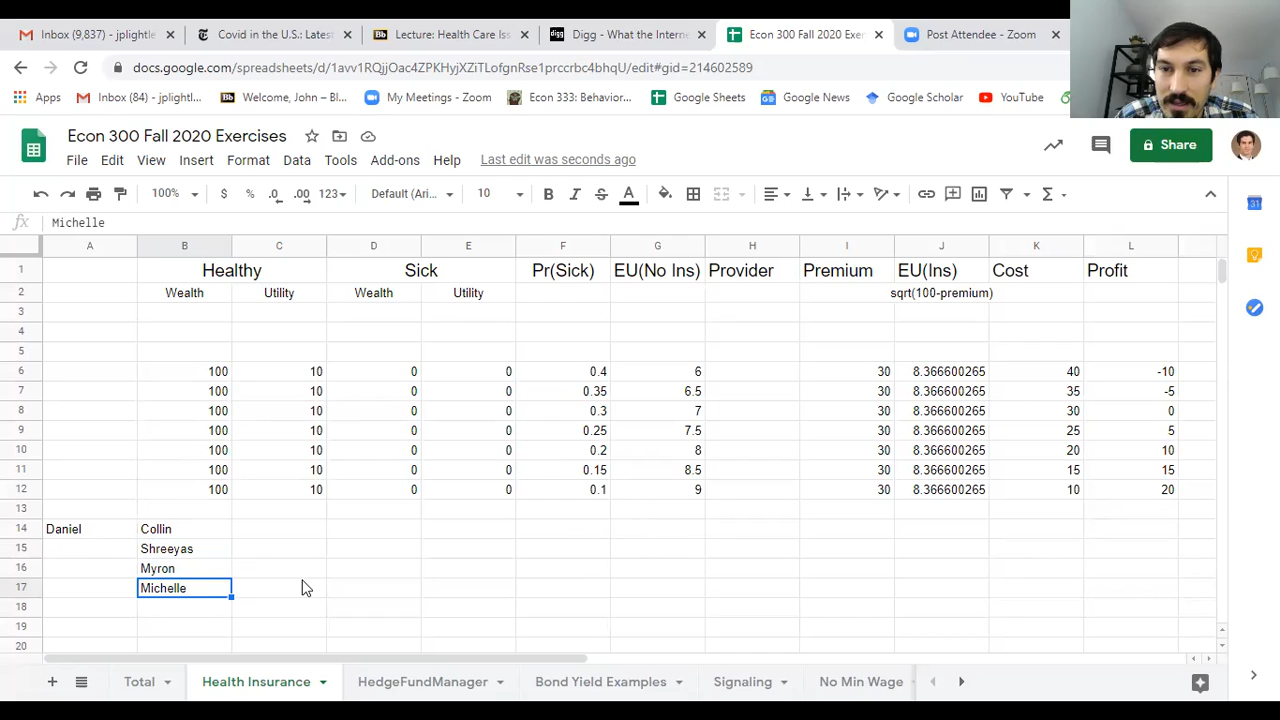 Inbox (9,837) - jplightl
Covid in the U.S.: Latest
Bb Lecture: Health Care Iss
digg Digg - What the Interne
Econ 300 Fall 2020 Exer
Post Attendee - Zoom
docs.google.com/spreadsheets/d/1avv1RQjjOac4ZPKHyjXZiTLofgnRse1prccrbc4bhqU/edit#gid=214602589
Apps
Inbox (84) - jplightl...
Bb Welcome, John – Bl...
My Meetings - Zoom
Econ 333: Behavior...
Google Sheets
Google News
Google Scholar
YouTube
Econ 300 Fall 2020 Exercises
File Edit View Insert Format Data Tools Add-ons Help Last edit was seconds ago
Share
100% $ % .0 .00 123 Default (Ari... 10 B I S A
fx Michelle
A B C D E F G H I J K L
1 Healthy Sick Pr(Sick) EU(No Ins) Provider Premium EU(Ins) Cost Profit
2 Wealth Utility Wealth Utility sqrt(100-premium)
3
4
5
6 100 10 0 0 0.4 6 30 8.366600265 40 -10
7 100 10 0 0 0.35 6.5 30 8.366600265 35 -5
8 100 10 0 0 0.3 7 30 8.366600265 30 0
9 100 10 0 0 0.25 7.5 30 8.366600265 25 5
10 100 10 0 0 0.2 8 30 8.366600265 20 10
11 100 10 0 0 0.15 8.5 30 8.366600265 15 15
12 100 10 0 0 0.1 9 30 8.366600265 10 20
13
14 Daniel Collin
15 Shreeyas
16 Myron
17 Michelle
18
19
20
Total Health Insurance HedgeFundManager Bond Yield Examples Signaling No Min Wage